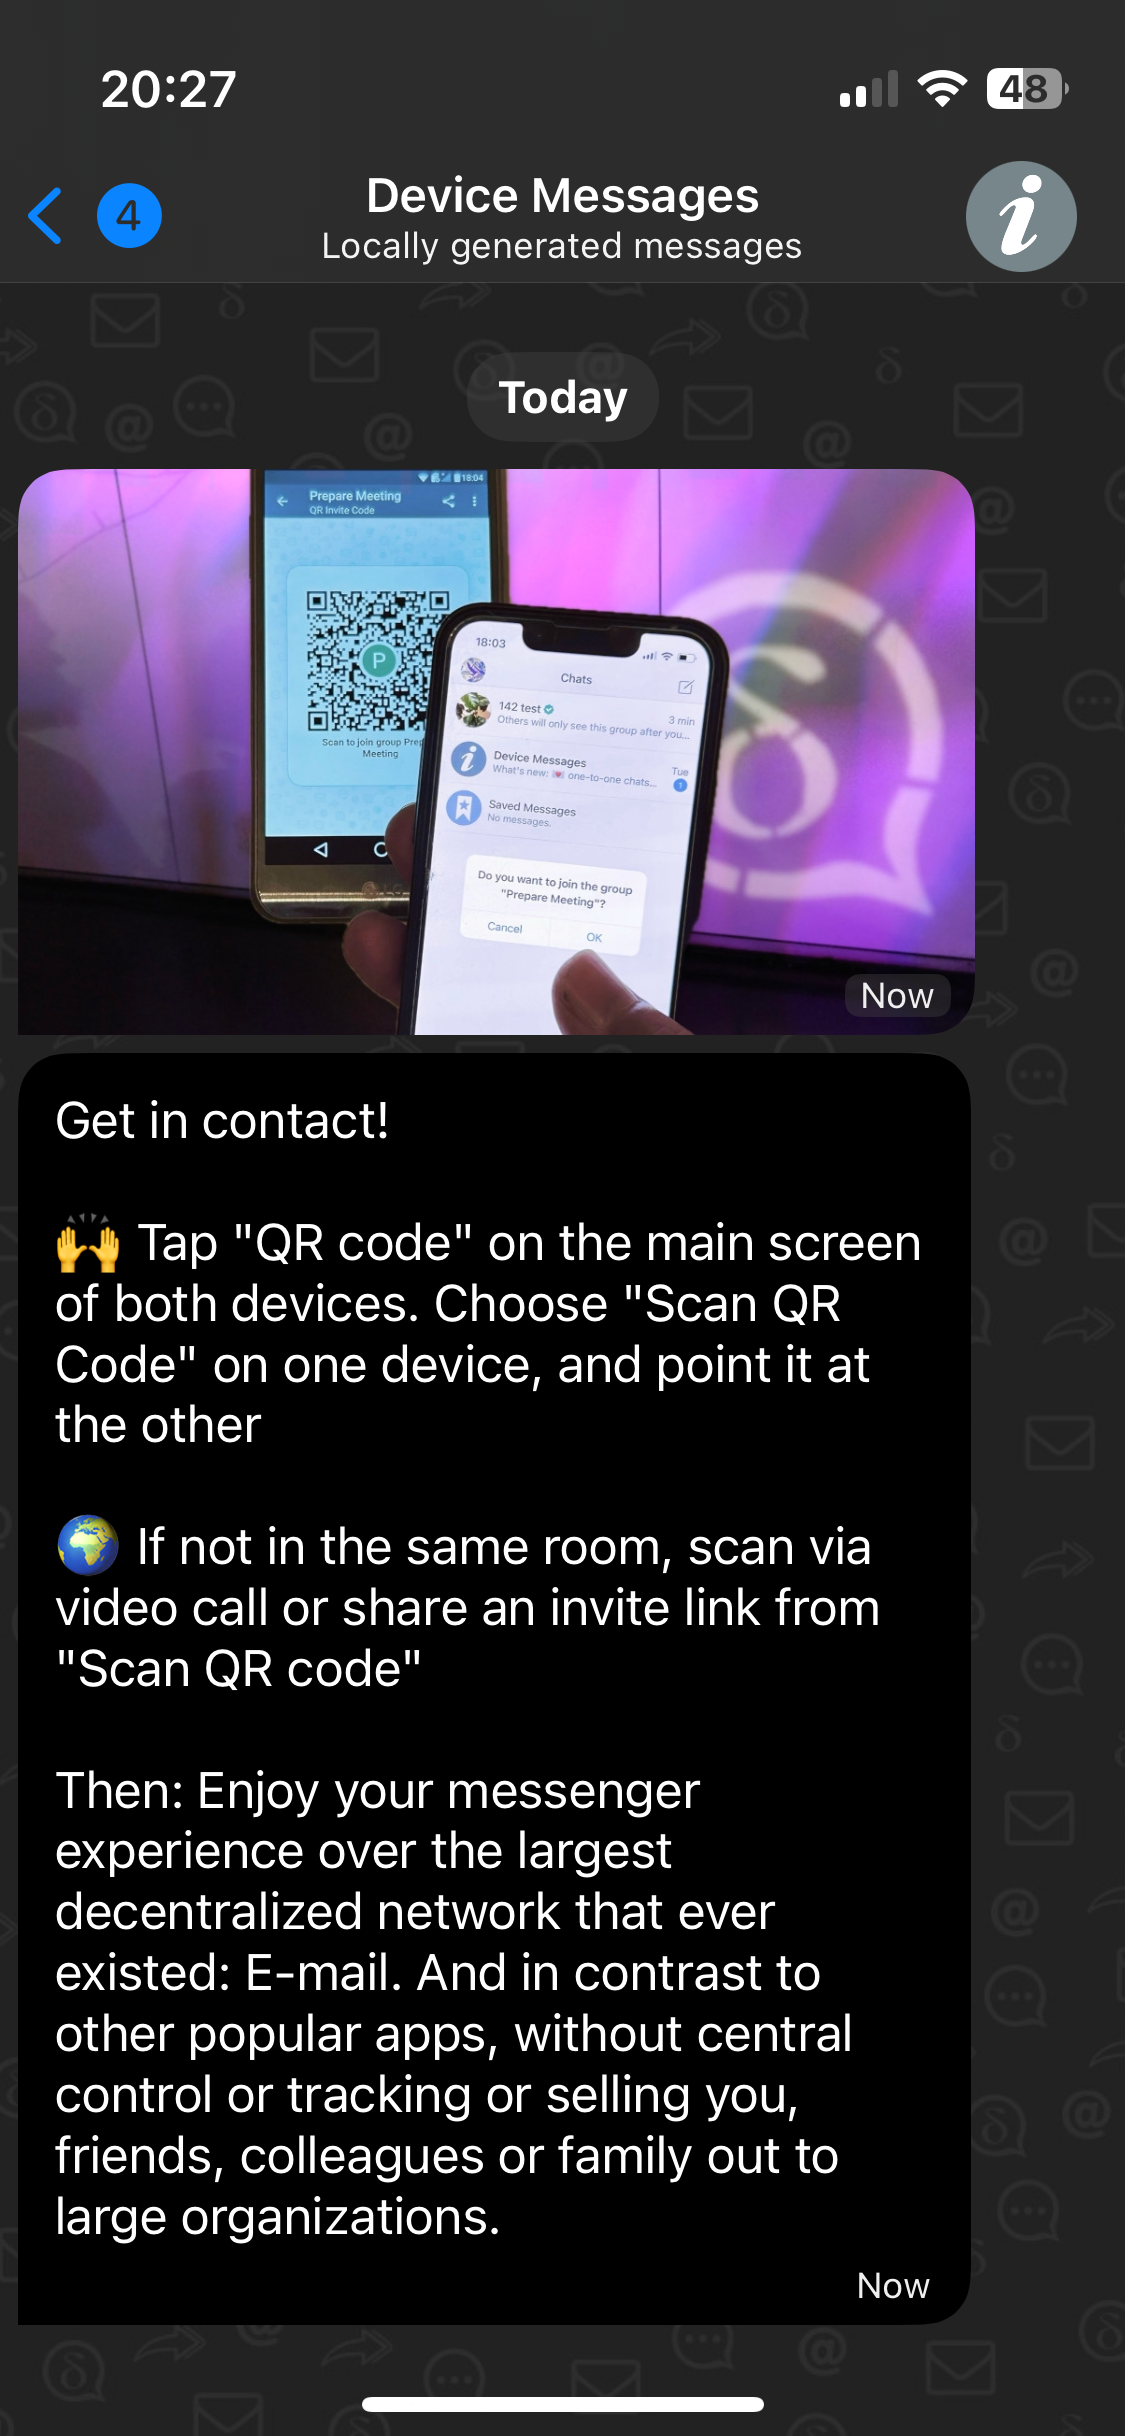 20:27
48
4
Device Messages
Locally generated messages
i
Today
18:04
Prepare Meeting
QR Invite Code
P
Scan to join group Prep
Meeting
18:03
Chats
142 test
3 min
Others will only see this group after you...
Device Messages
Tue
What's new: 💌 one-to-one chats...
1
Saved Messages
No messages.
Do you want to join the group
"Prepare Meeting"?
Cancel
OK
LG
Now
Get in contact!
🙌 Tap "QR code" on the main screen
of both devices. Choose "Scan QR
Code" on one device, and point it at
the other
🌍 If not in the same room, scan via
video call or share an invite link from
"Scan QR code"
Then: Enjoy your messenger
experience over the largest
decentralized network that ever
existed: E-mail. And in contrast to
other popular apps, without central
control or tracking or selling you,
friends, colleagues or family out to
large organizations.
Now